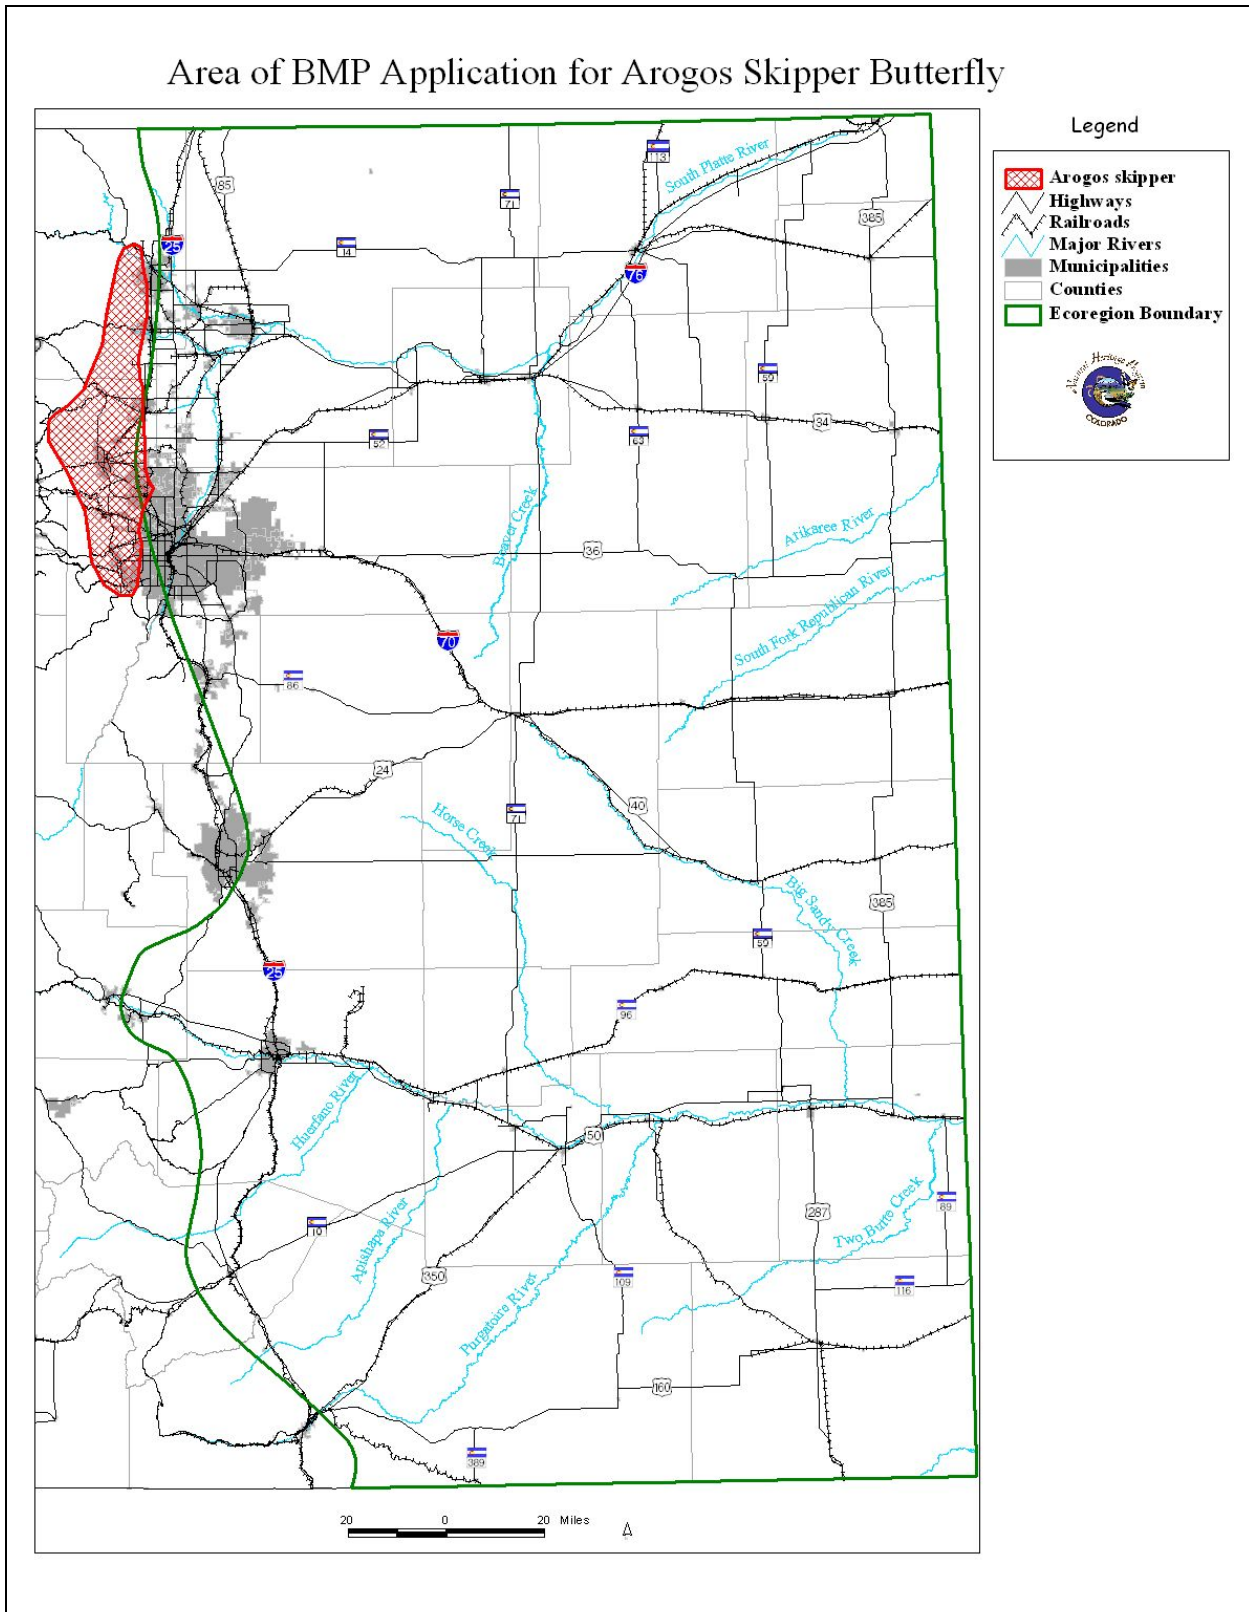 Area of BMP Application for Arogos Skipper Butterfly
Legend
Arogos skipper
Highways
Railroads
Major Rivers
Municipalities
Counties
Ecoregion Boundary
COLORADO
113
South Platte River
85
71
385
25
14
76
59
34
52
63
Beaver Creek
Arikaree River
36
South Fork Republican River
70
86
24
40
Horse Creek
71
Big Sandy Creek
385
59
25
96
Huerfano River
50
Apishapa River
10
287
89
Two Butte Creek
350
Purgatoire River
109
116
160
389
20 0 20 Miles